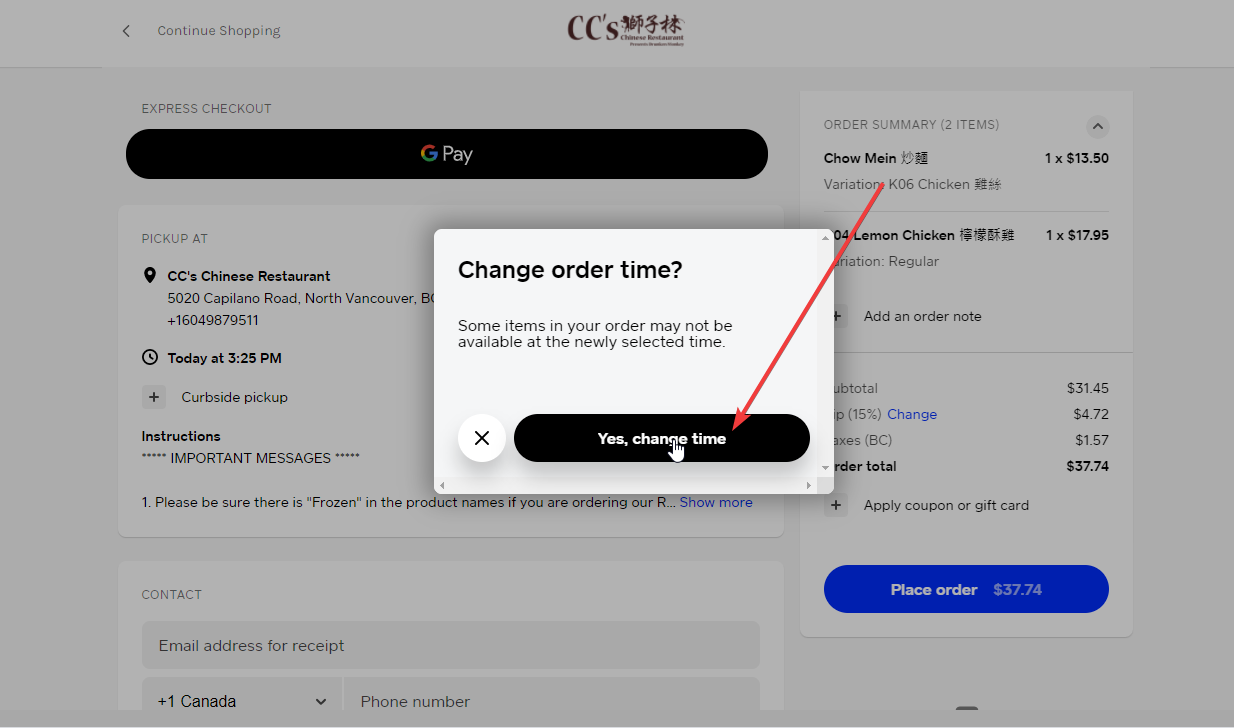 Continue Shopping
CC's 獅子林
Chinese Restaurant
EXPRESS CHECKOUT
G Pay
PICKUP AT
CC's Chinese Restaurant
5020 Capilano Road, North Vancouver,
+16049879511
Today at 3:25 PM
Curbside pickup
Instructions
***** IMPORTANT MESSAGES *****
1. Please be sure there is "Frozen" in the product names if you are ordering our R... Show more
CONTACT
Email address for receipt
+1 Canada
Phone number
Change order time?
Some items in your order may not be
available at the newly selected time.
Yes, change time
ORDER SUMMARY (2 ITEMS)
Chow Mein 炒麵 1 x $13.50
Variation: K06 Chicken 雞絲
04 Lemon Chicken 檸檬酥雞 1 x $17.95
riation: Regular
Add an order note
ubtotal $31.45
ip (15%) Change $4.72
axes (BC) $1.57
rder total $37.74
Apply coupon or gift card
Place order $37.74